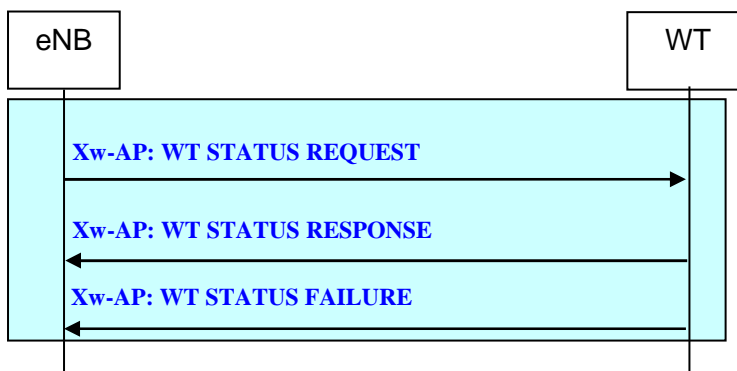 eNB
WT
Xw-AP: WT STATUS REQUEST
Xw-AP: WT STATUS RESPONSE
Xw-AP: WT STATUS FAILURE